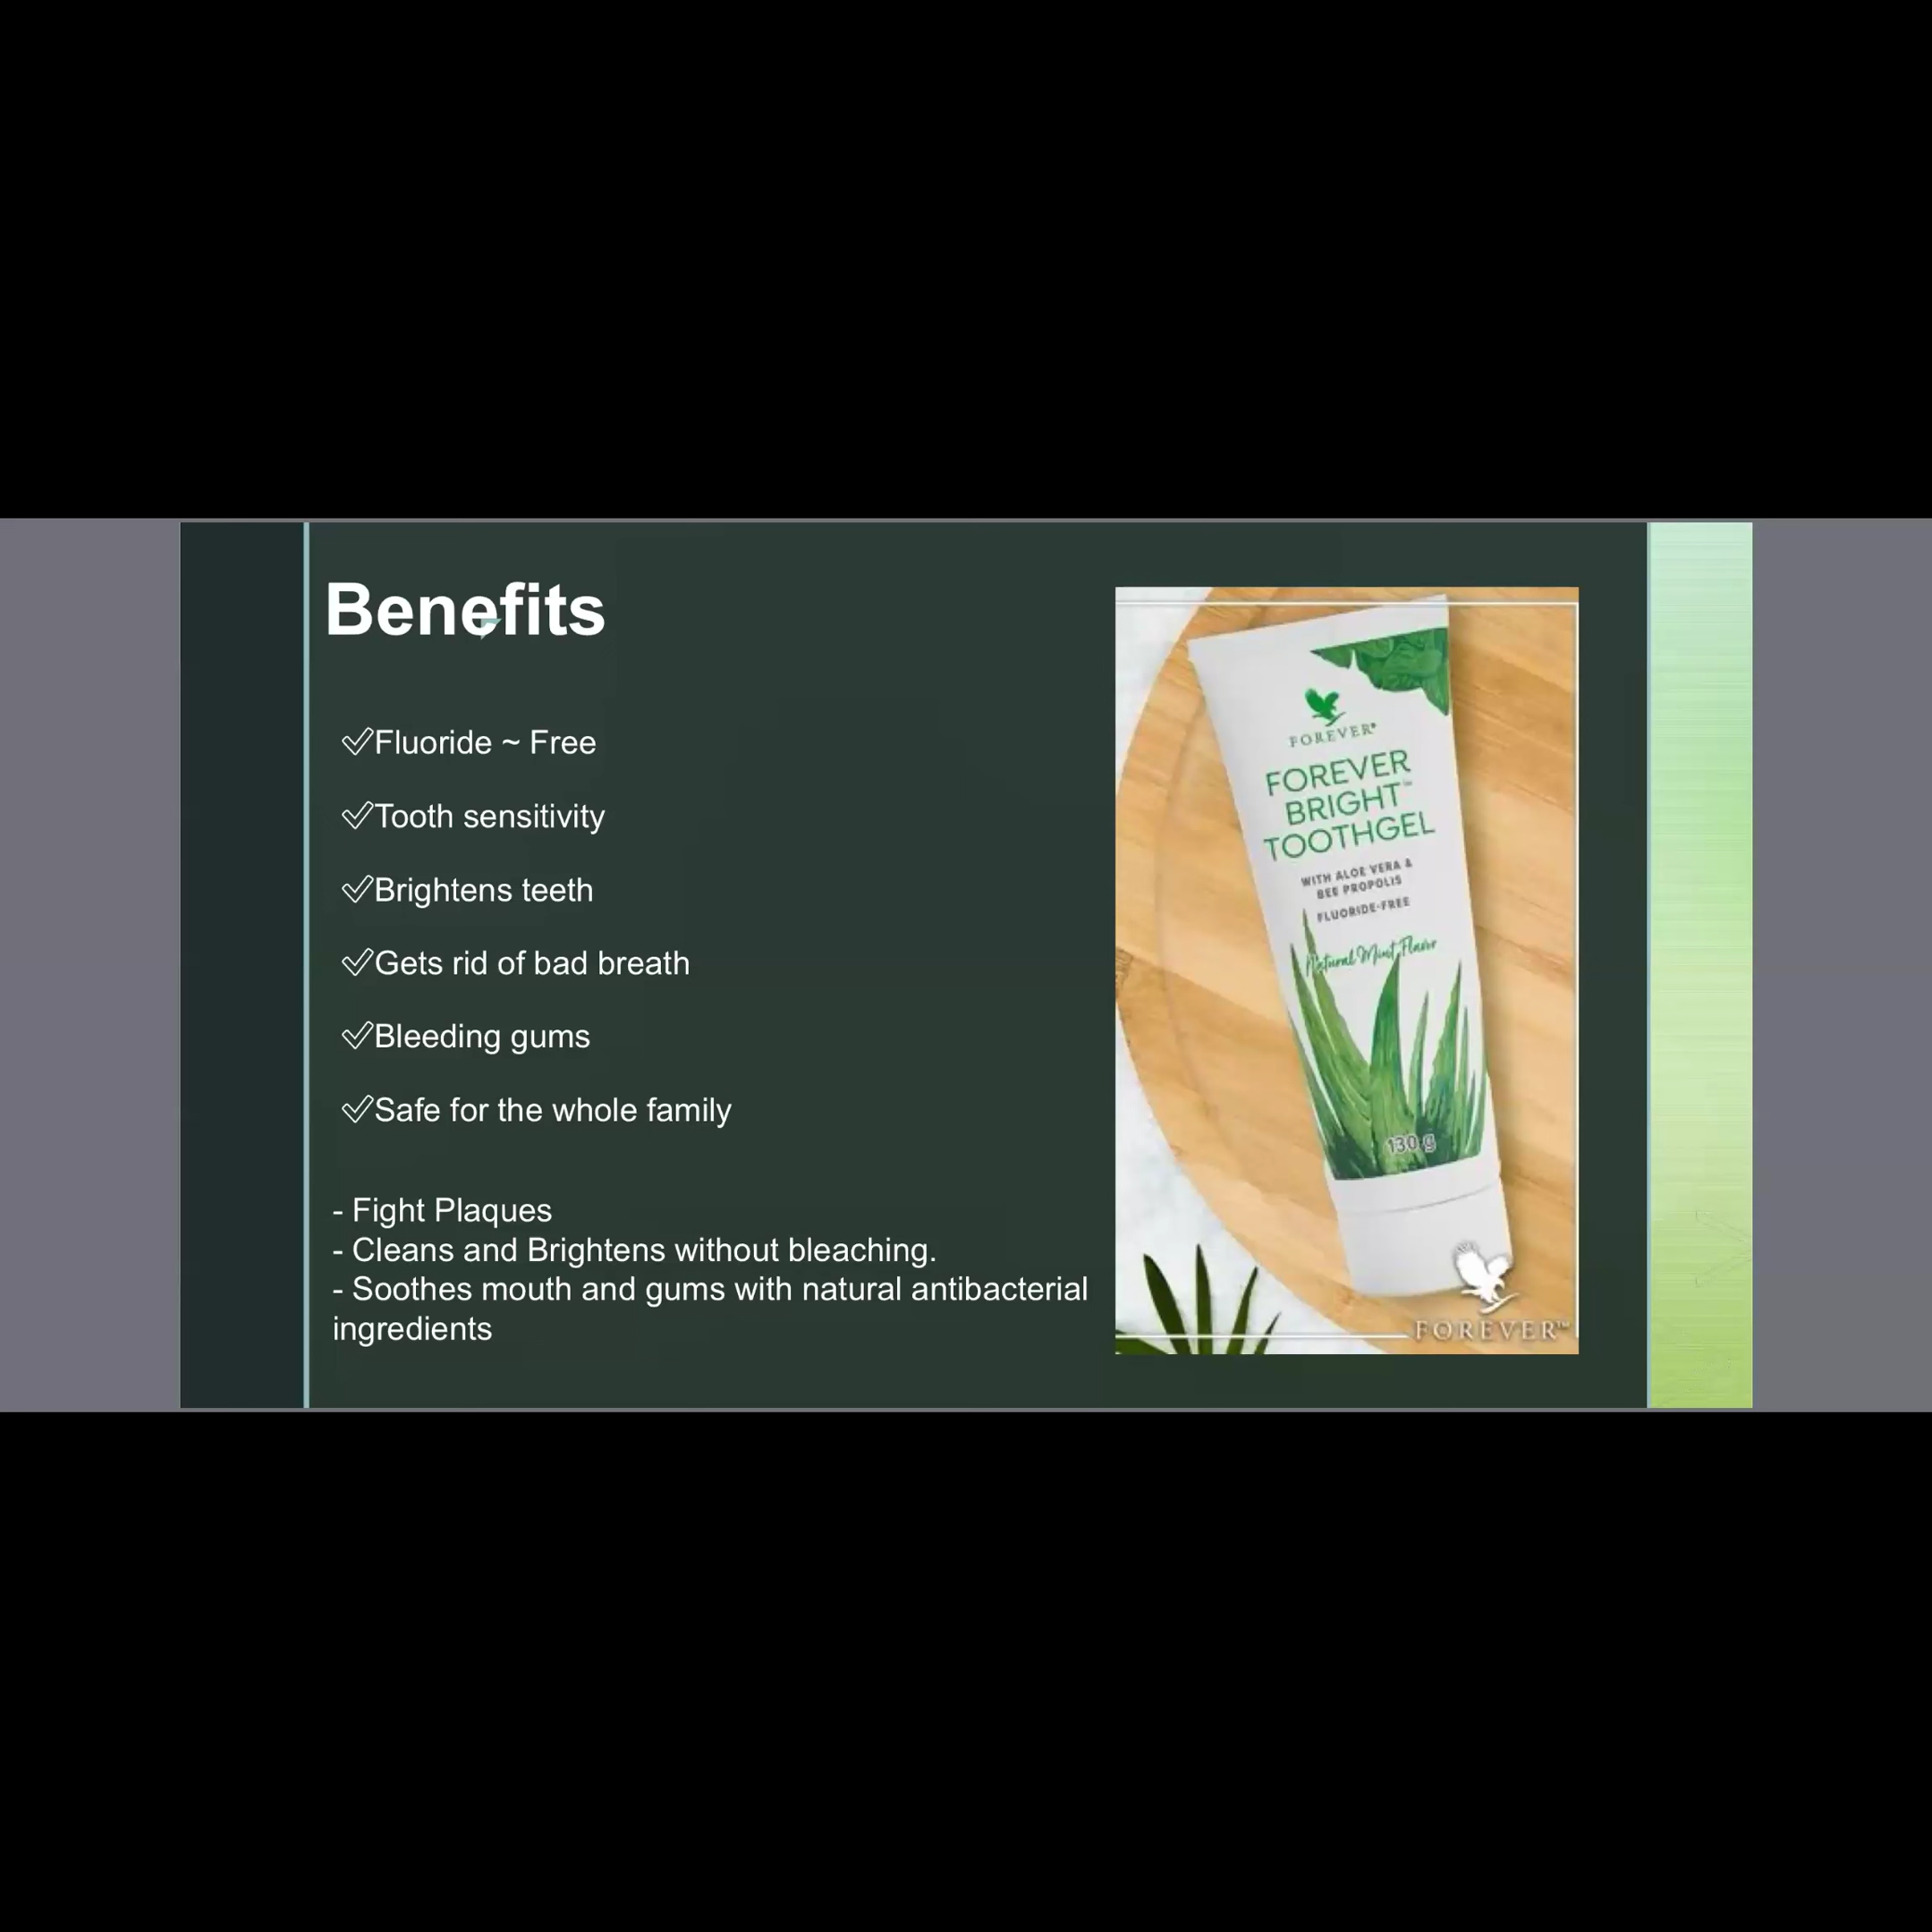 Benefits
Fluoride ~ Free
Tooth sensitivity
Brightens teeth
Gets rid of bad breath
Bleeding gums
Safe for the whole family
- Fight Plaques
- Cleans and Brightens without bleaching.
- Soothes mouth and gums with natural antibacterial
ingredients
FOREVER®
FOREVER
BRIGHT™
TOOTHGEL
WITH ALOE VERA &
BEE PROPOLIS
FLUORIDE-FREE
Natural Mint Flavor
130 g
FOREVER™